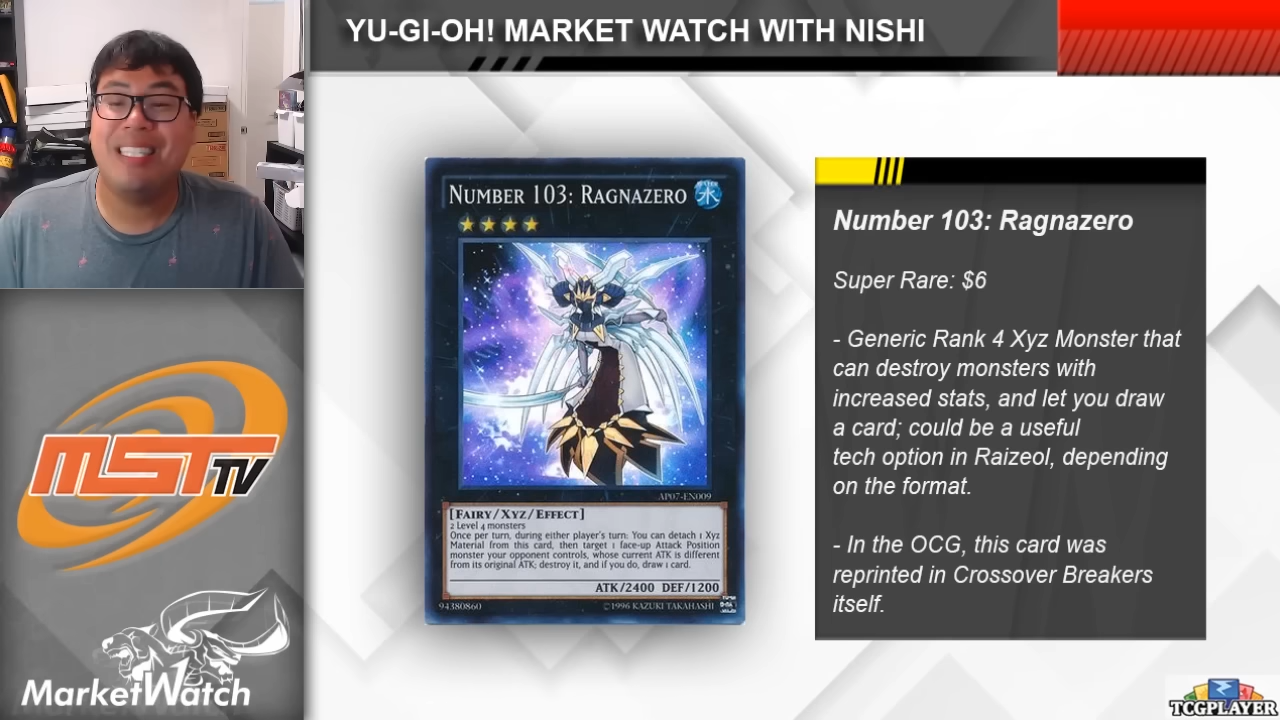 YU-GI-OH! MARKET WATCH WITH NISHI
NUMBER 103: RAGNAZERO
水
AP07-EN009
[FAIRY/XYZ/EFFECT]
2 Level 4 monsters
Once per turn, during either player's turn: You can detach 1 Xyz
Material from this card, then target 1 face-up Attack Position
monster your opponent controls, whose current ATK is different
from its original ATK; destroy it, and if you do, draw 1 card.
ATK/2400 DEF/1200
94380860
©1996 KAZUKI TAKAHASHI
Number 103: Ragnazero
Super Rare: $6
- Generic Rank 4 Xyz Monster that
can destroy monsters with
increased stats, and let you draw
a card; could be a useful
tech option in Raizeol, depending
on the format.
- In the OCG, this card was
reprinted in Crossover Breakers
itself.
MST TV
MarketWatch
TCGPLAYER